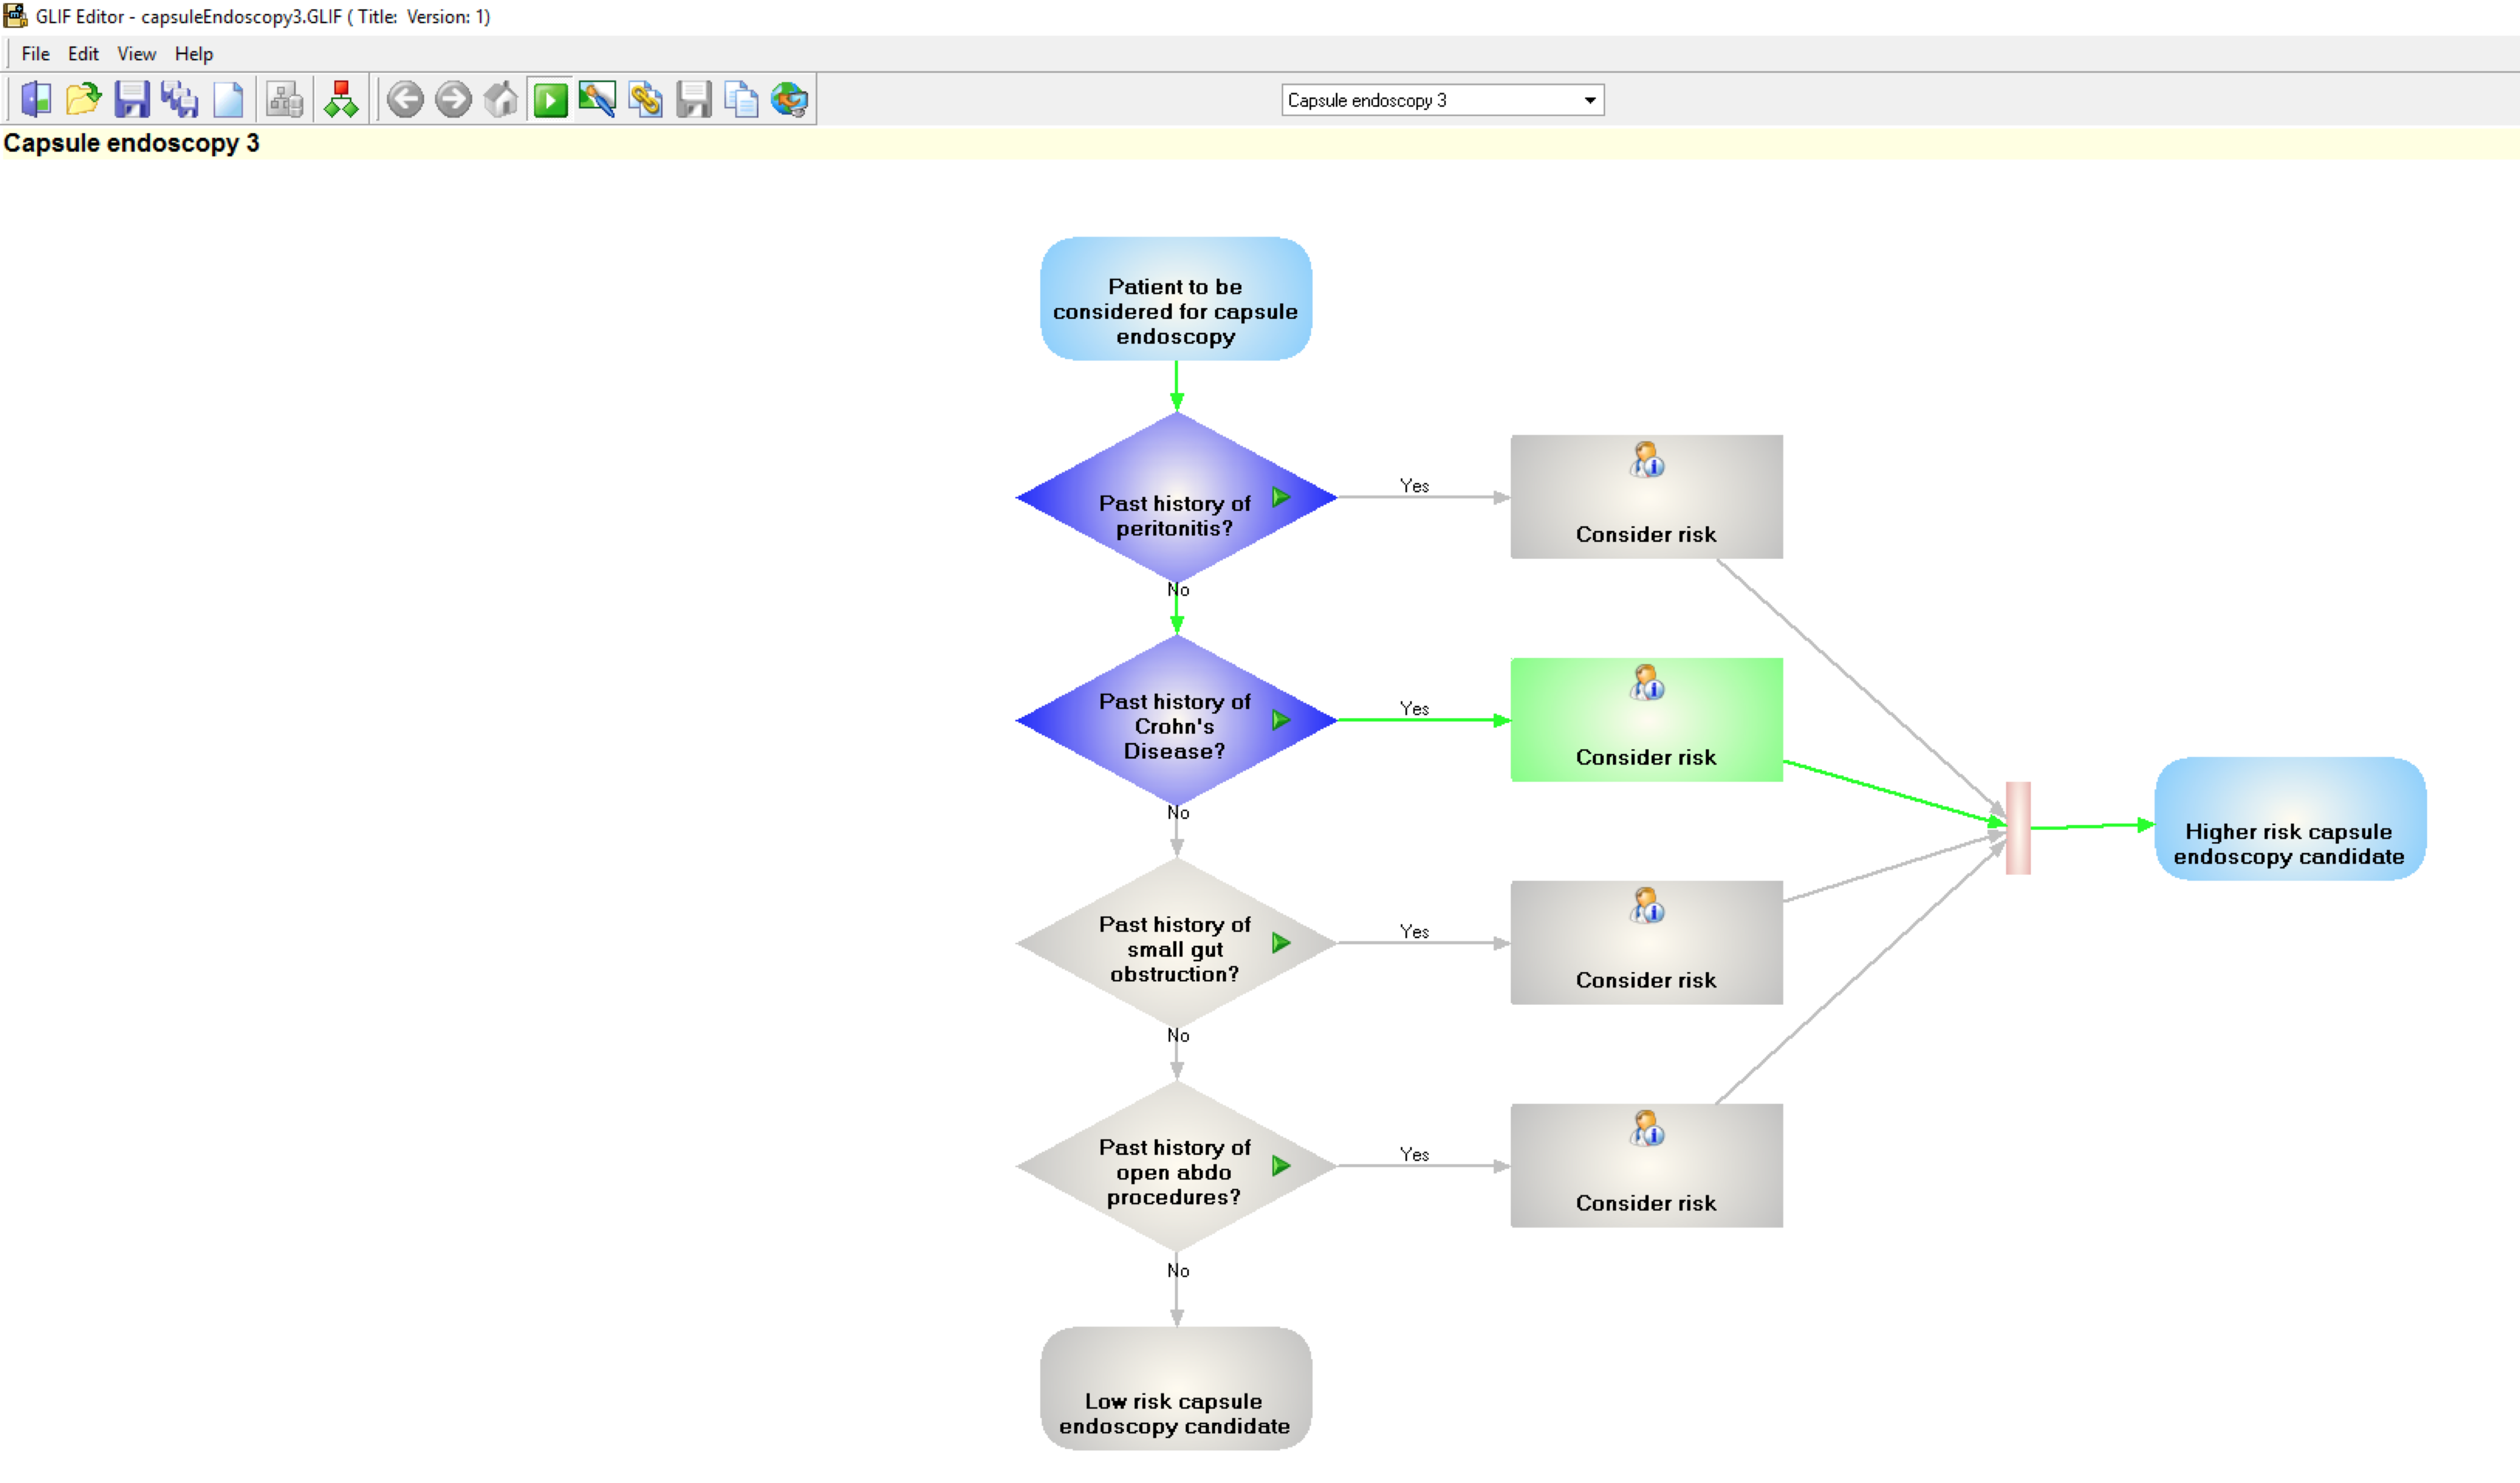 GLIF Editor - capsuleEndoscopy3.GLIF ( Title:  Version: 1)
File Edit View Help
Capsule endoscopy 3
Capsule endoscopy 3
Patient to be
considered for capsule
endoscopy
Past history of
peritonitis?
Yes
Consider risk
No
Past history of
Crohn's
Disease?
Yes
Consider risk
Higher risk capsule
endoscopy candidate
No
Past history of
small gut
obstruction?
Yes
Consider risk
No
Past history of
open abdo
procedures?
Yes
Consider risk
No
Low risk capsule
endoscopy candidate